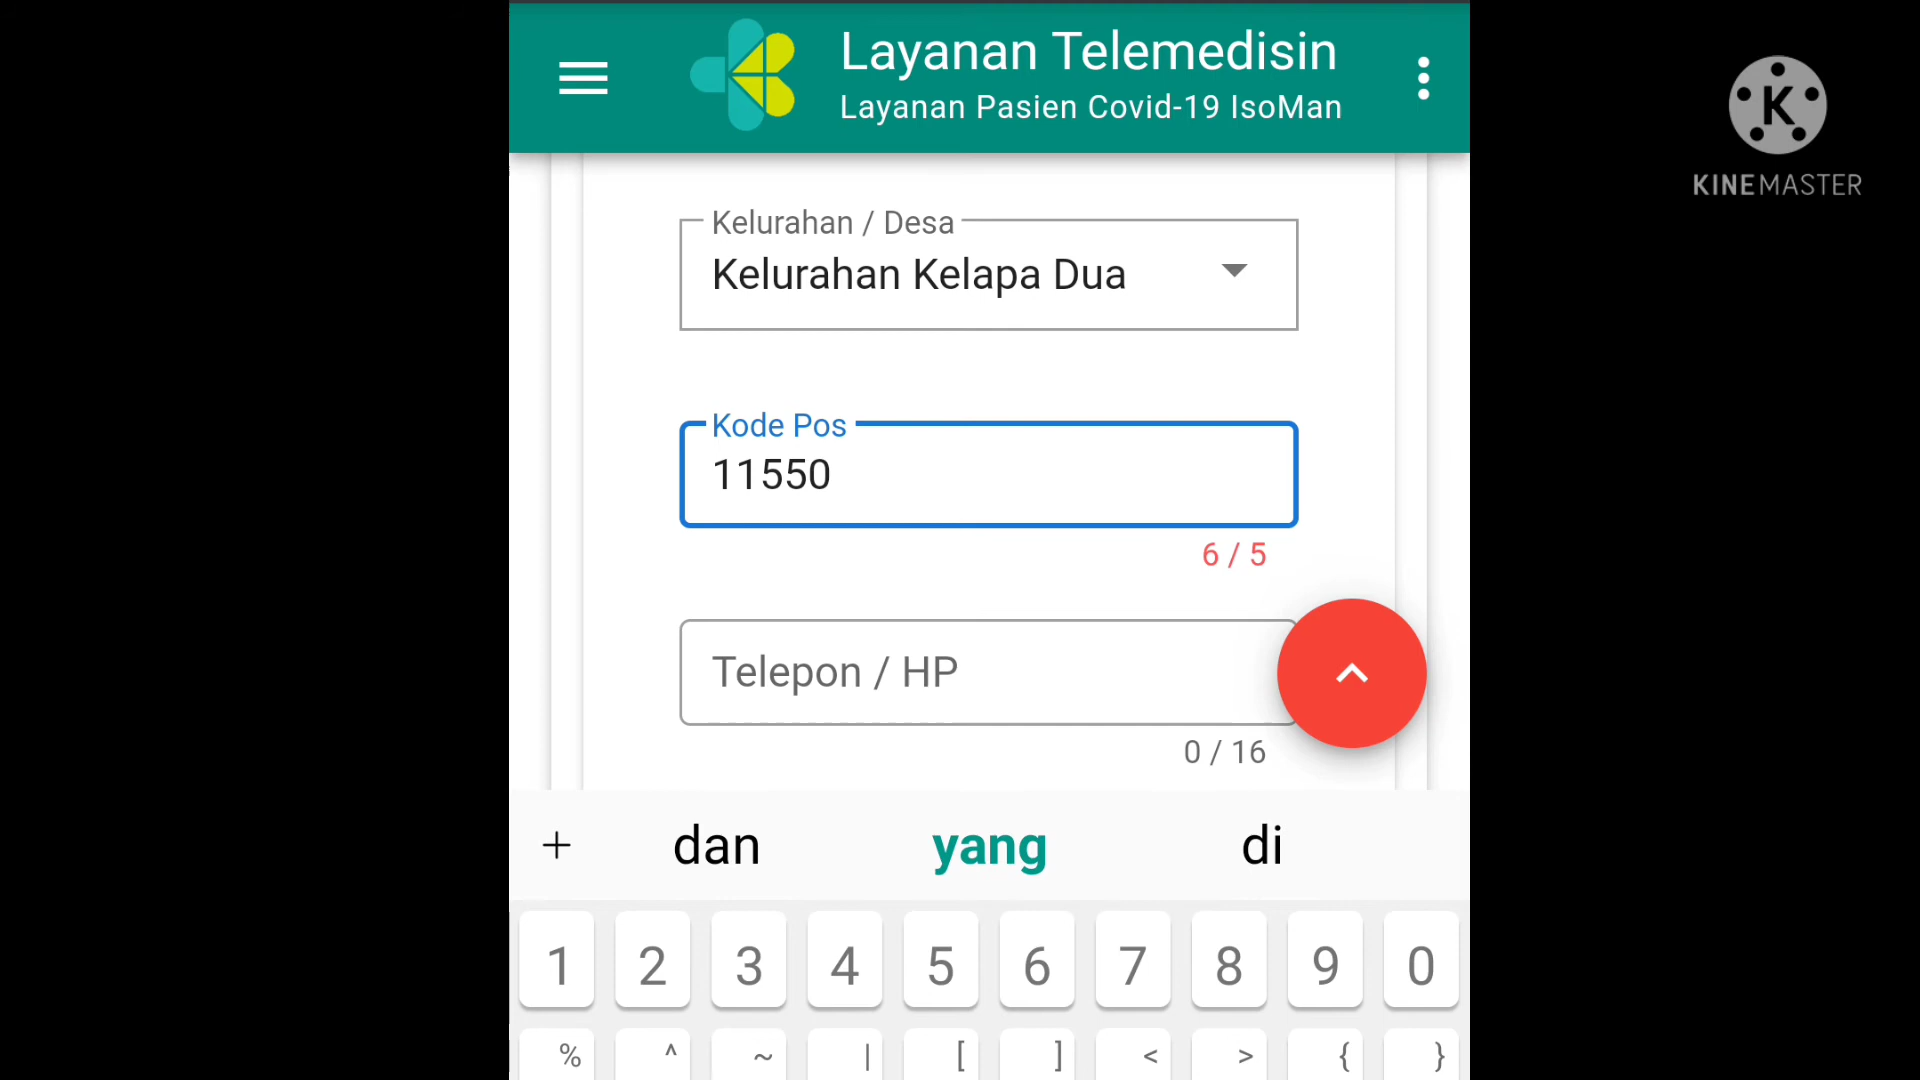 Layanan Telemedisin
Layanan Pasien Covid-19 IsoMan
K
KINEMASTER
Kelurahan / Desa
Kelurahan Kelapa Dua
Kode Pos
11550
6 / 5
Telepon / HP
0 / 16
+ dan yang di
1 2 3 4 5 6 7 8 9 0
% ^ ~ | [ ] < > { }